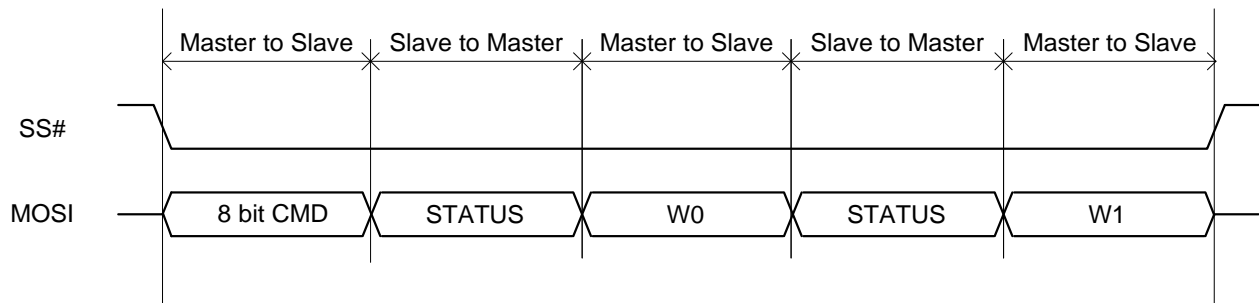 Master to Slave Slave to Master Master to Slave Slave to Master Master to Slave
SS#
MOSI 8 bit CMD STATUS W0 STATUS W1